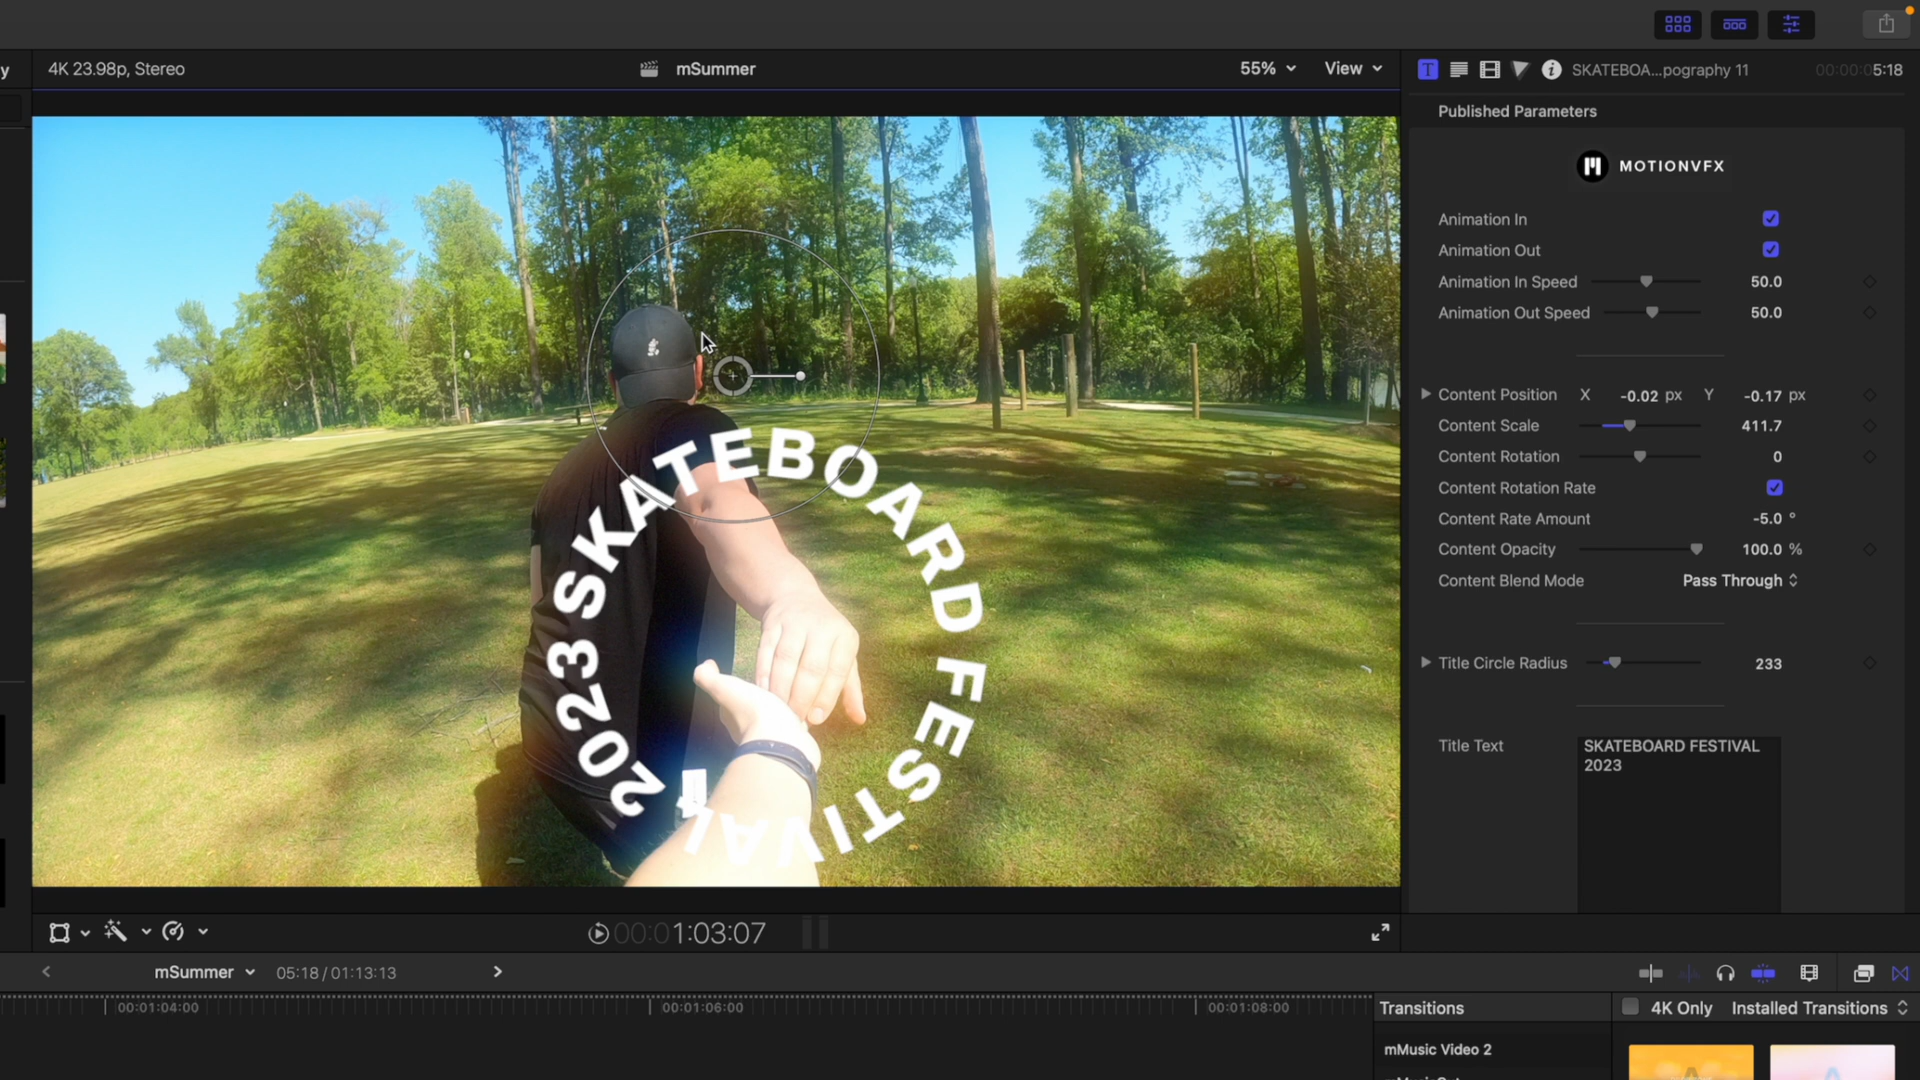 y
4K 23.98p, Stereo
mSummer
55%
View
SKATEBOA...pography 11
00:00:05:18
Published Parameters
MOTIONVFX
Animation In
Animation Out
Animation In Speed 50.0
Animation Out Speed 50.0
Content Position X -0.02 px Y -0.17 px
Content Scale 411.7
Content Rotation 0
Content Rotation Rate
Content Rate Amount -5.0 °
Content Opacity 100.0 %
Content Blend Mode Pass Through
Title Circle Radius 233
Title Text
SKATEBOARD FESTIVAL
2023
2023 SKATEBOARD FESTIVAL
00:01:03:07
mSummer
05:18 / 01:13:13
00:01:04:00
00:01:06:00
00:01:08:00
Transitions
4K Only
Installed Transitions
mMusic Video 2